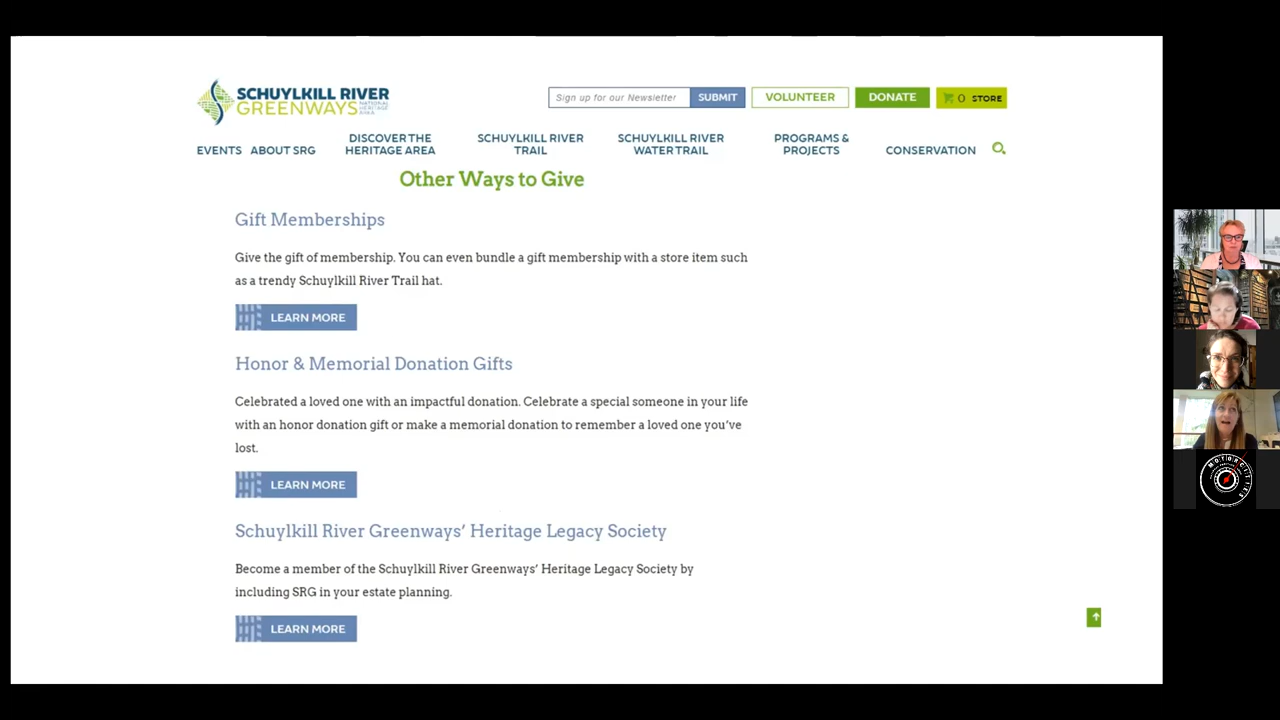 SCHUYLKILL RIVER
GREENWAYS NATIONAL HERITAGE AREA
Sign up for our Newsletter SUBMIT VOLUNTEER DONATE 0 STORE
EVENTS ABOUT SRG DISCOVER THE HERITAGE AREA SCHUYLKILL RIVER TRAIL SCHUYLKILL RIVER WATER TRAIL PROGRAMS & PROJECTS CONSERVATION
Other Ways to Give
Gift Memberships
Give the gift of membership. You can even bundle a gift membership with a store item such
as a trendy Schuylkill River Trail hat.
LEARN MORE
Honor & Memorial Donation Gifts
Celebrated a loved one with an impactful donation. Celebrate a special someone in your life
with an honor donation gift or make a memorial donation to remember a loved one you’ve
lost.
LEARN MORE
Schuylkill River Greenways’ Heritage Legacy Society
Become a member of the Schuylkill River Greenways’ Heritage Legacy Society by
including SRG in your estate planning.
LEARN MORE
MOTORCITIES